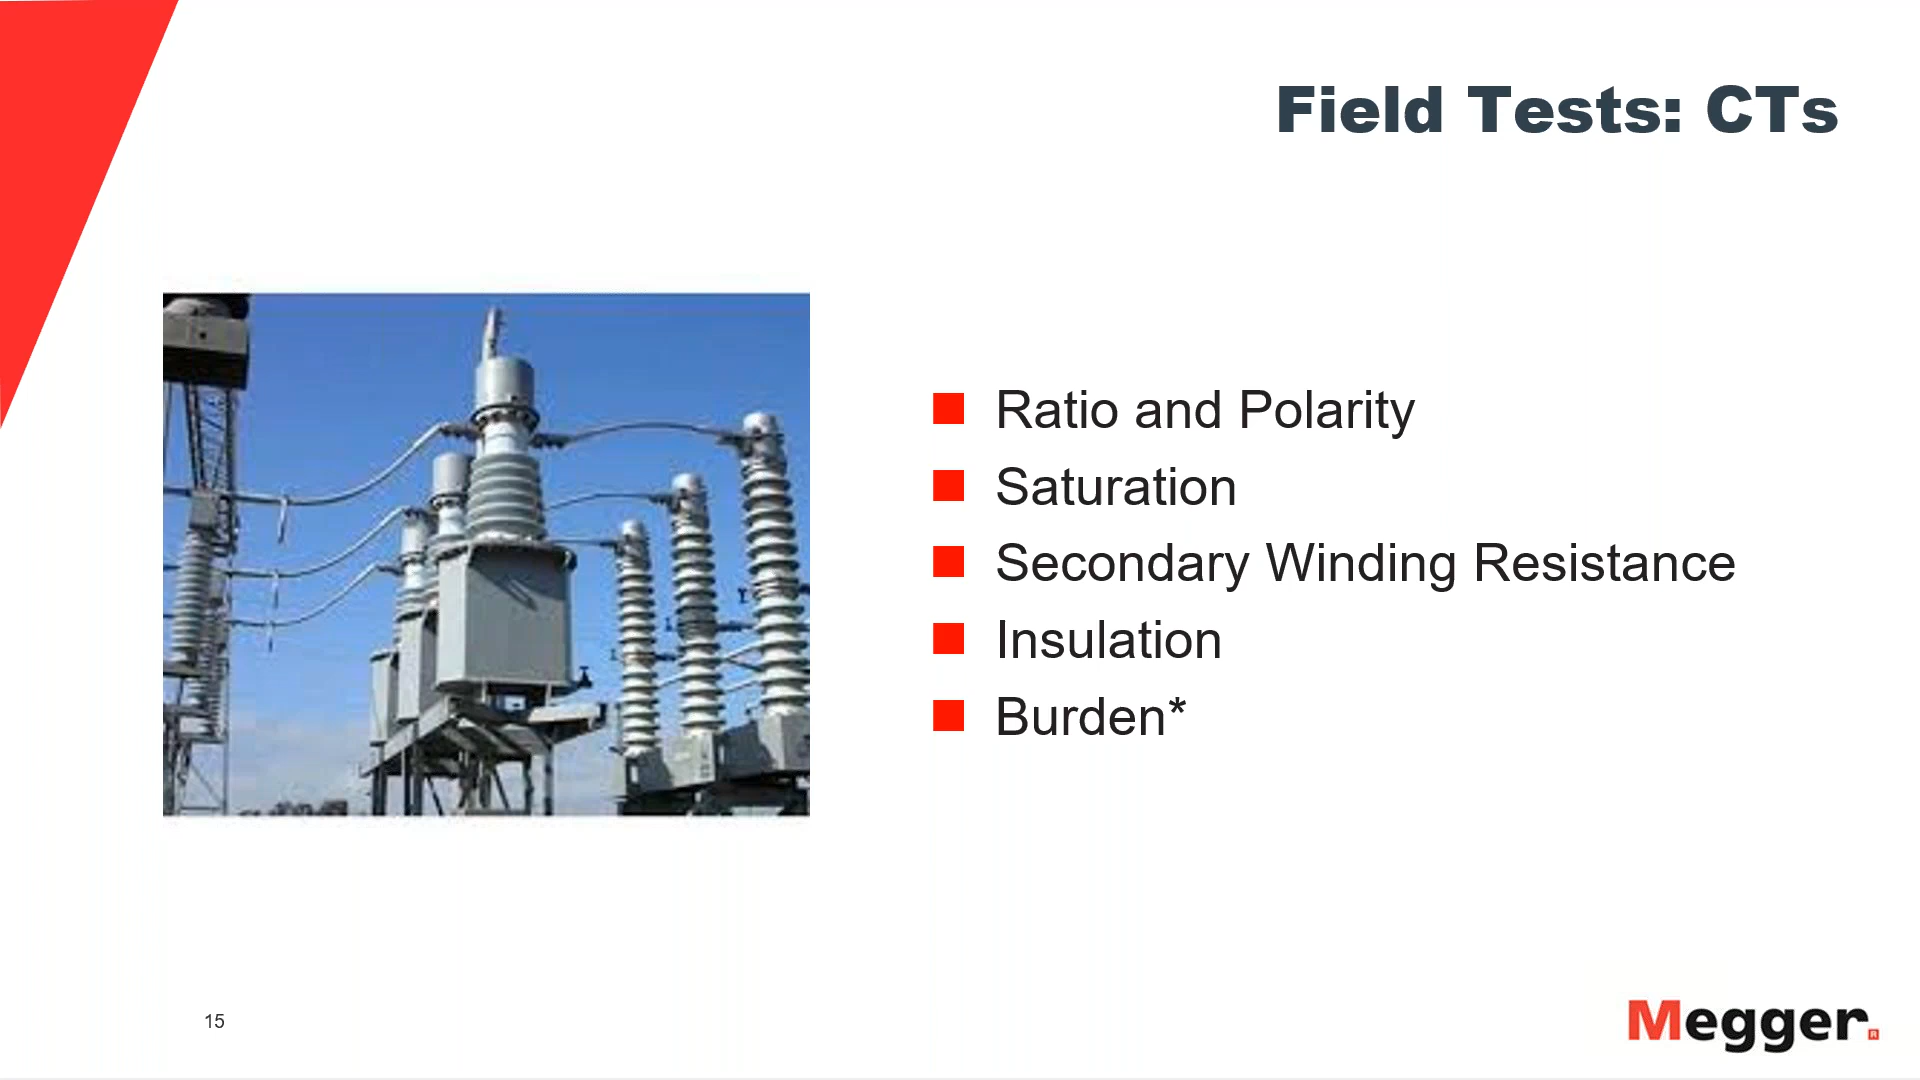 Field Tests: CTs
Ratio and Polarity
Saturation
Secondary Winding Resistance
Insulation
Burden*
15
Megger.